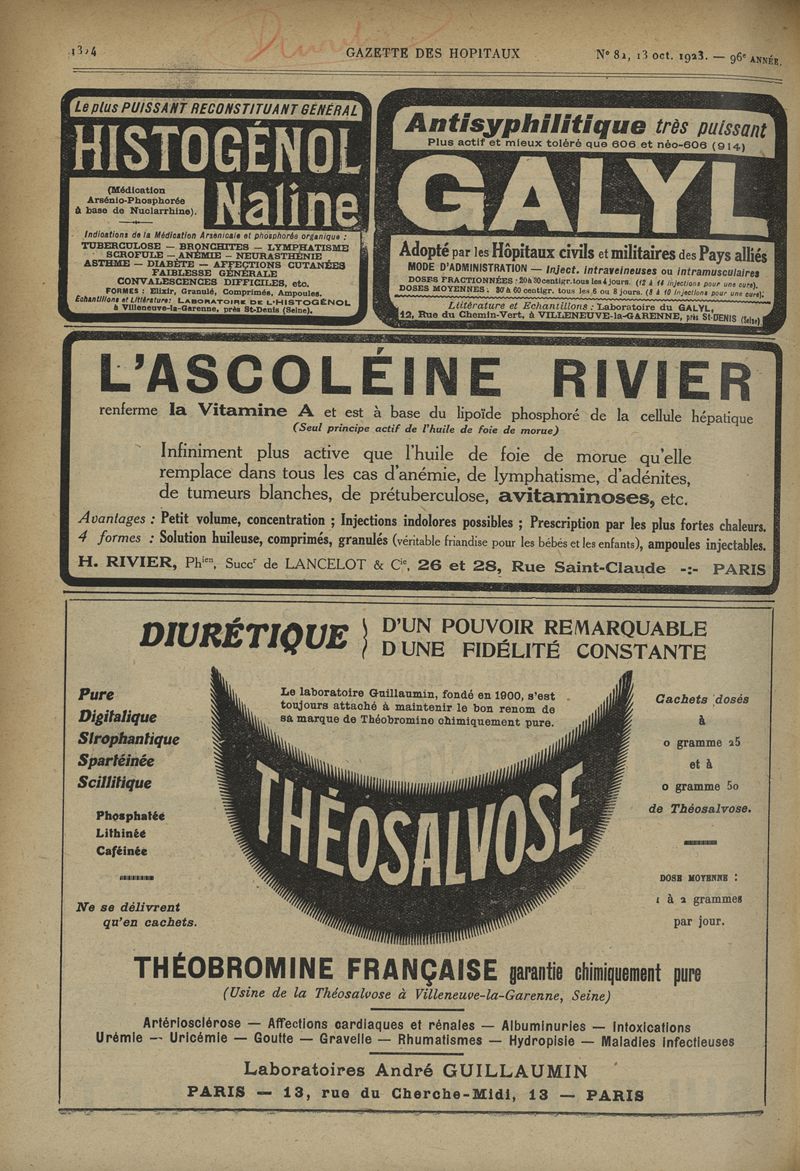 1324
GAZETTE DES HOPITAUX
Nº 82, 13 oct. 1923. — 96e ANNÉE.
Le plus PUISSANT RECONSTITUANT GÉNÉRAL
HISTOGÉNOL
Naline
(Médication
Arsénio-Phosphorée
à base de Nuclarrhine).
Indications de la Médication Arsenicale et phosphorée organique :
TUBERCULOSE — BRONCHITES — LYMPHATISME
SCROFULE — ANÉMIE — NEURASTHÉNIE
ASTHME — DIABÈTE — AFFECTIONS CUTANÉES
FAIBLESSE GÉNÉRALE
CONVALESCENCES DIFFICILES, etc.
FORMES : Elixir, Granulé, Comprimés, Ampoules.
Échantillons et Littérature : LABORATOIRE DE L'HISTOGÉNOL
à Villeneuve-la-Garenne, près St-Denis (Seine).
Antisyphilitique très puissant
Plus actif et mieux toléré que 606 et néo-606 (914)
GALYL
Adopté par les Hôpitaux civils et militaires des Pays alliés
MODE D'ADMINISTRATION — Inject. intraveineuses ou intramusculaires
DOSES FRACTIONNÉES : 20 à 30 centigr. tous les 4 jours. (12 à 14 injections pour une cure).
DOSES MOYENNES : 30 à 60 centigr. tous les 6 ou 8 jours. (8 à 10 injections pour une cure).
Littérature et Echantillons : Laboratoire du GALYL,
12, Rue du Chemin-Vert, à VILLENEUVE-la-GARENNE, près St-DENIS (Seine)
L'ASCOLÉINE RIVIER
renferme la Vitamine A et est à base du lipoïde phosphoré de la cellule hépatique
(Seul principe actif de l'huile de foie de morue)
Infiniment plus active que l'huile de foie de morue qu'elle
remplace dans tous les cas d'anémie, de lymphatisme, d'adénites,
de tumeurs blanches, de prétuberculose, avitaminoses, etc.
Avantages : Petit volume, concentration ; Injections indolores possibles ; Prescription par les plus fortes chaleurs.
4 formes : Solution huileuse, comprimés, granulés (véritable friandise pour les bébés et les enfants), ampoules injectables.
H. RIVIER, Phien, Succr de LANCELOT & Cie, 26 et 28, Rue Saint-Claude -:- PARIS
DIURÉTIQUE } D'UN POUVOIR REMARQUABLE
D'UNE FIDÉLITÉ CONSTANTE
Pure
Digitalique
Strophantique
Spartéinée
Scillitique
Phosphatée
Lithinée
Caféinée
Ne se délivrent
qu'en cachets.
Le laboratoire Guillaumin, fondé en 1900, s'est
toujours attaché à maintenir le bon renom de
sa marque de Théobromine chimiquement pure.
THÉOSALVOSE
Cachets dosés
à
0 gramme 25
et à
0 gramme 50
de Théosalvose.
DOSE MOYENNE :
1 à 2 grammes
par jour.
THÉOBROMINE FRANÇAISE garantie chimiquement pure
(Usine de la Théosalvose à Villeneuve-la-Garenne, Seine)
Artériosclérose — Affections cardiaques et rénales — Albuminuries — Intoxications
Urémie — Uricémie — Goutte — Gravelle — Rhumatismes — Hydropisie — Maladies infectieuses
Laboratoires André GUILLAUMIN
PARIS — 13, rue du Cherche-Midi, 13 — PARIS